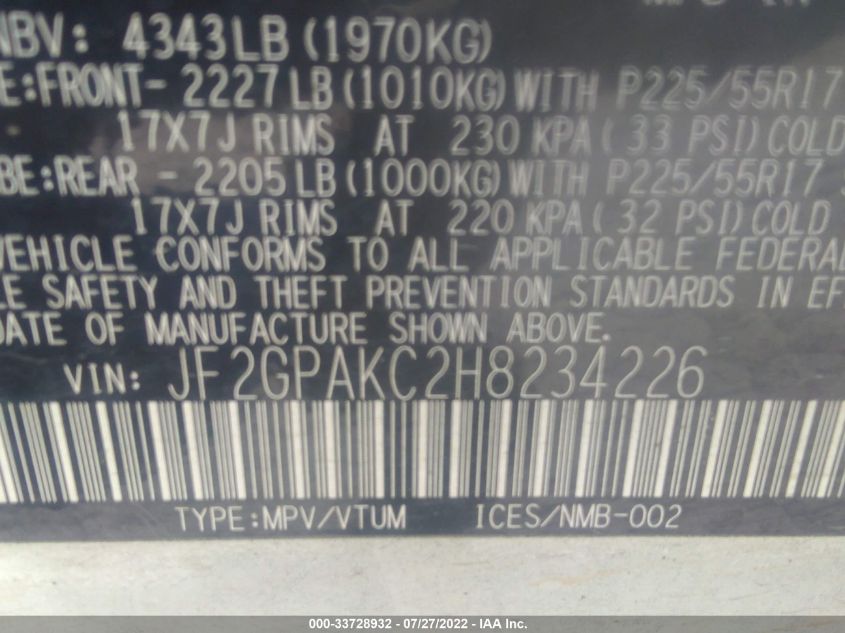 NBV: 4343LB (1970KG)
E:FRONT- 2227 LB (1010KG) WITH P225/55R17
17X7J RIMS AT 230 KPA ( 33 PSI) COLD
BE:REAR - 2205 LB (1000KG) WITH P225/55R17
17X7J RIMS AT 220 KPA ( 32 PSI) COLD
VEHICLE CONFORMS TO ALL APPLICABLE FEDERAL
LE SAFETY AND THEFT PREVENTION STANDARDS IN EF
DATE OF MANUFACTURE SHOWN ABOVE.
VIN: JF2GPAKC2H8234226
TYPE:MPV/VTUM ICES/NMB-002
000-33728932 - 07/27/2022 - IAA Inc.